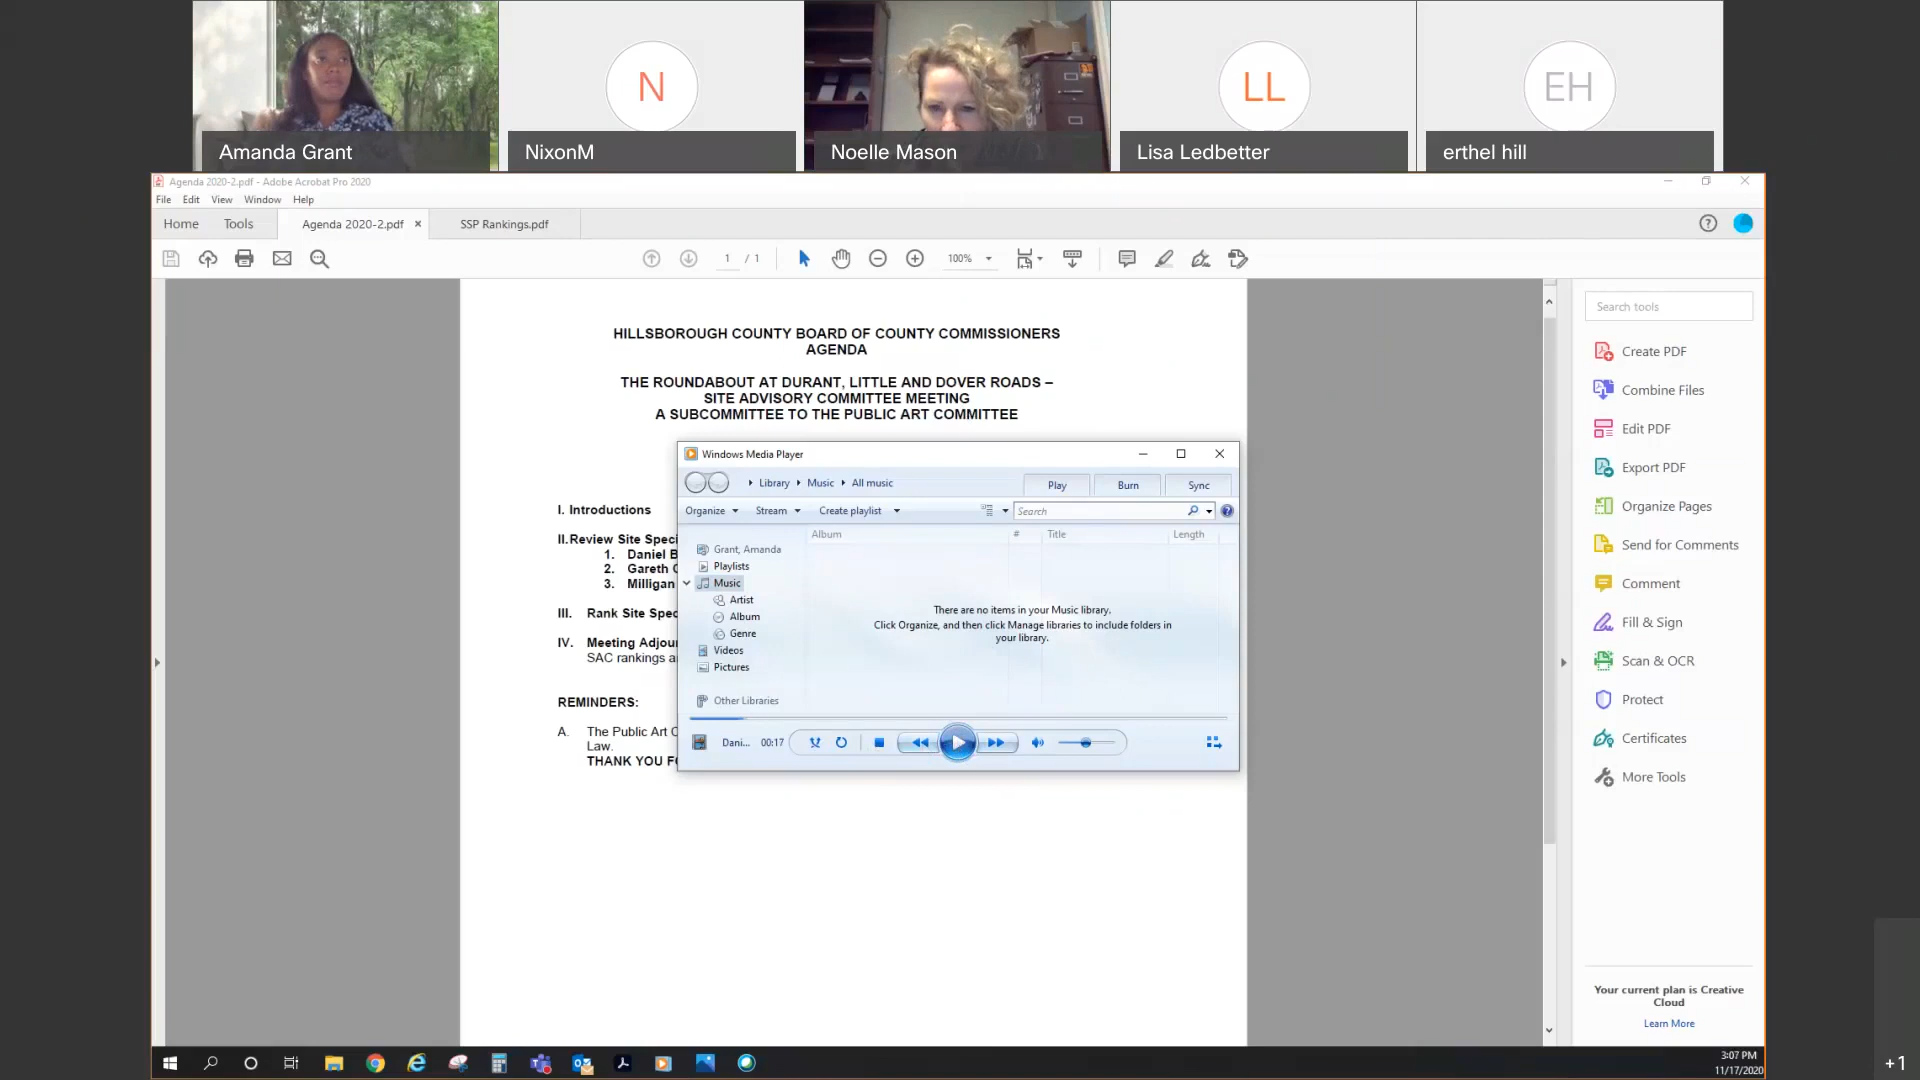 N
LL
EH
Amanda Grant
NixonM
Noelle Mason
Lisa Ledbetter
erthel hill
Agenda 2020-2.pdf - Adobe Acrobat Pro 2020
File Edit View Window Help
Home Tools Agenda 2020-2.pdf × SSP Rankings.pdf
1 / 1 100%
HILLSBOROUGH COUNTY BOARD OF COUNTY COMMISSIONERS
AGENDA
THE ROUNDABOUT AT DURANT, LITTLE AND DOVER ROADS –
SITE ADVISORY COMMITTEE MEETING
A SUBCOMMITTEE TO THE PUBLIC ART COMMITTEE
I. Introductions
II.Review Site Speci
1. Daniel B
2. Gareth
3. Milligan
III. Rank Site Spec
IV. Meeting Adjour
SAC rankings a
REMINDERS:
A. The Public Art C
Law.
THANK YOU F
Windows Media Player
Library Music All music
Play Burn Sync
Organize Stream Create playlist
Search
Album # Title Length
Grant, Amanda
Playlists
Music
Artist
Album
Genre
Videos
Pictures
Other Libraries
There are no items in your Music library.
Click Organize, and then click Manage libraries to include folders in
your library.
Dani... 00:17
Search tools
Create PDF
Combine Files
Edit PDF
Export PDF
Organize Pages
Send for Comments
Comment
Fill & Sign
Scan & OCR
Protect
Certificates
More Tools
Your current plan is Creative
Cloud
Learn More
3:07 PM
11/17/2020
+1